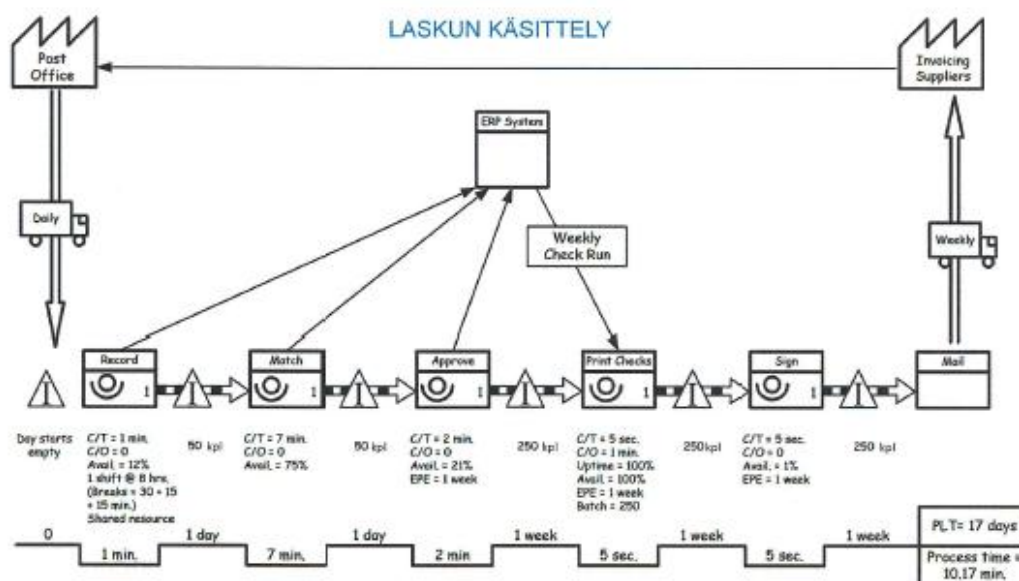 LASKUN KÄSITTELY
Post
Office
Invoicing
Suppliers
ERP System
Daily
Weekly
Check Run
Weekly
Record
I
Match
I
Approve
I
Print Checks
I
Sign
I
Mail
Day starts
empty
C/T = 1 min.
C/O = 0
Avail. = 12%
1 shift @ 8 hrs.
(Breaks = 30 + 15
+ 15 min.)
Shared resource
50 kpl
C/T = 7 min.
C/O = 0
Avail. = 75%
50 kpl
C/T = 2 min.
C/O = 0
Avail. = 21%
EPE = 1 week
250 kpl
C/T = 5 sec.
C/O = 1 min.
Uptime = 100%
Avail. = 100%
EPE = 1 week
Batch = 250
250kpl
C/T = 5 sec.
C/O = 0
Avail. = 1%
EPE = 1 week
250 kpl
0
1 day
1 day
1 week
1 week
1 week
PLT= 17 days
1 min.
7 min.
2 min
5 sec.
5 sec.
Process time =
10,17 min.